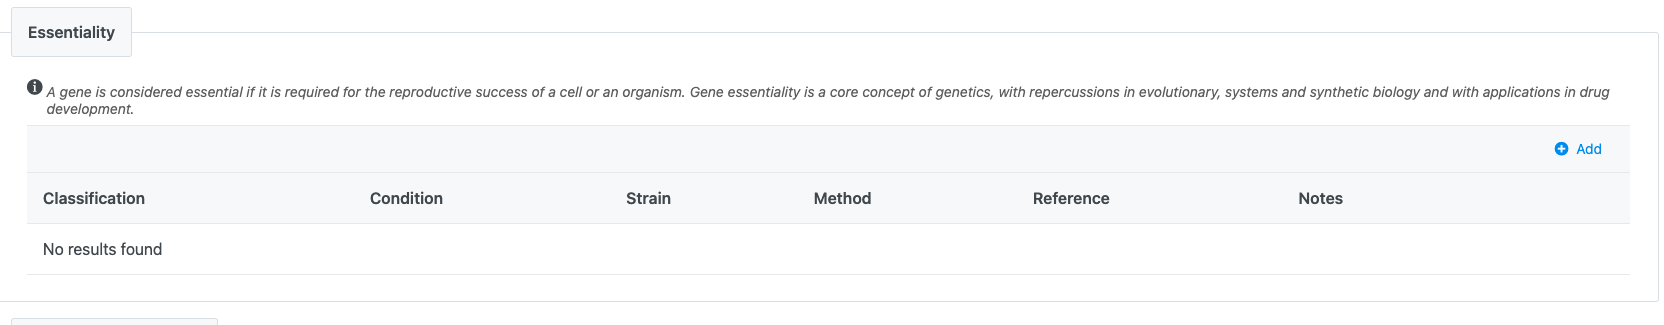 Essentiality
A gene is considered essential if it is required for the reproductive success of a cell or an organism. Gene essentiality is a core concept of genetics, with repercussions in evolutionary, systems and synthetic biology and with applications in drug
development.
Add
Classification Condition Strain Method Reference Notes
No results found